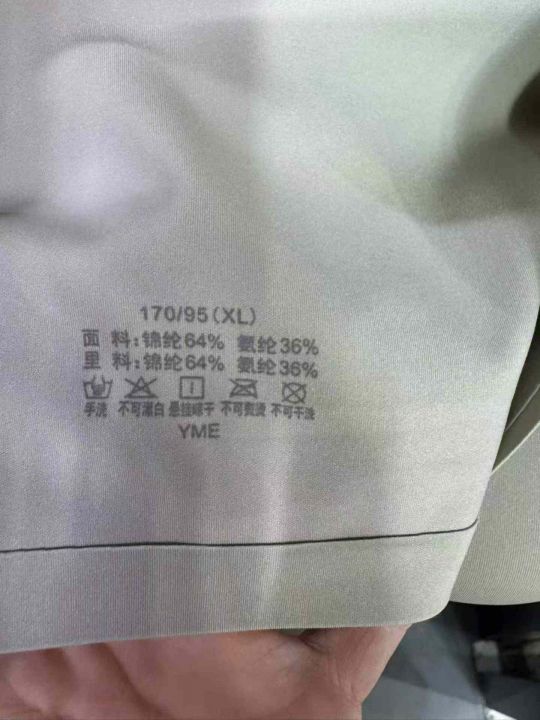 170/95(XL)
面 料:锦纶64% 氨纶36%
里 料:锦纶64% 氨纶36%
手洗 不可漂白 悬挂晾干 不可熨烫 不可干洗
YME